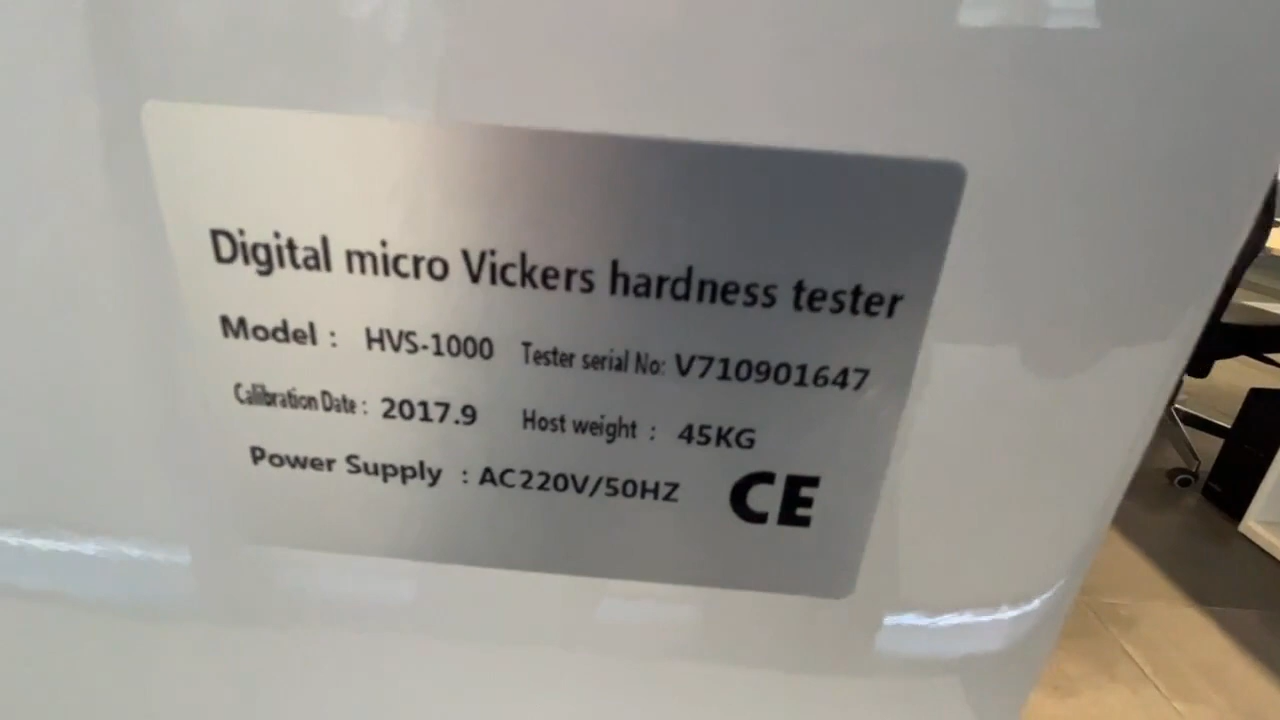 Digital micro Vickers hardness tester
Model : HVS-1000 Tester serial No: V710901647
Calibration Date : 2017.9 Host weight : 45KG
Power Supply : AC220V/50HZ CE